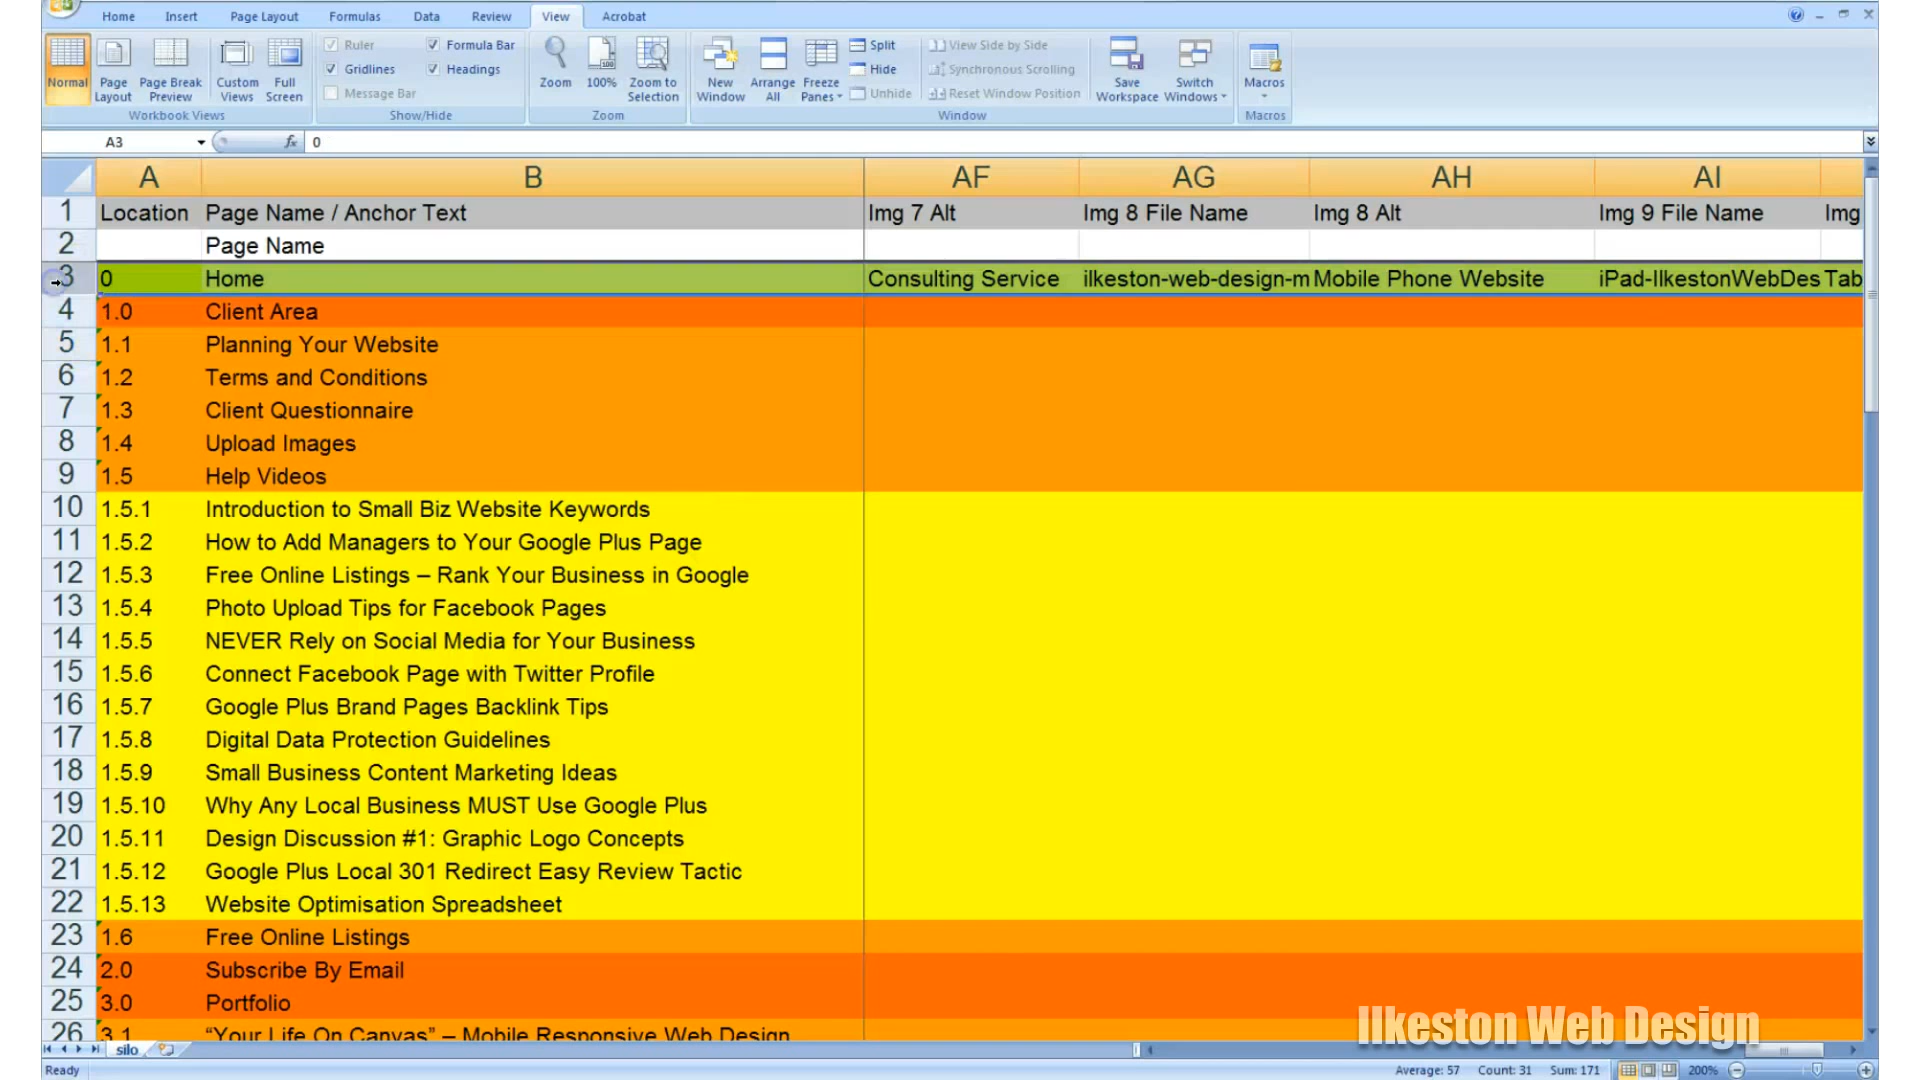 Home Insert Page Layout Formulas Data Review View Acrobat
Normal Page Layout Page Break Preview Custom Views Full Screen
Workbook Views
Ruler Formula Bar
Gridlines Headings
Message Bar
Show/Hide
Zoom 100% Zoom to Selection
Zoom
New Window Arrange All Freeze Panes
Split
Hide
Unhide
View Side by Side
Synchronous Scrolling
Reset Window Position
Save Workspace Switch Windows
Window
Macros
Macros
A3 fx 0
A B AF AG AH AI
1 Location Page Name / Anchor Text Img 7 Alt Img 8 File Name Img 8 Alt Img 9 File Name Img
2 Page Name
3 0 Home Consulting Service ilkeston-web-design-m Mobile Phone Website iPad-IlkestonWebDes Tab
4 1.0 Client Area
5 1.1 Planning Your Website
6 1.2 Terms and Conditions
7 1.3 Client Questionnaire
8 1.4 Upload Images
9 1.5 Help Videos
10 1.5.1 Introduction to Small Biz Website Keywords
11 1.5.2 How to Add Managers to Your Google Plus Page
12 1.5.3 Free Online Listings – Rank Your Business in Google
13 1.5.4 Photo Upload Tips for Facebook Pages
14 1.5.5 NEVER Rely on Social Media for Your Business
15 1.5.6 Connect Facebook Page with Twitter Profile
16 1.5.7 Google Plus Brand Pages Backlink Tips
17 1.5.8 Digital Data Protection Guidelines
18 1.5.9 Small Business Content Marketing Ideas
19 1.5.10 Why Any Local Business MUST Use Google Plus
20 1.5.11 Design Discussion #1: Graphic Logo Concepts
21 1.5.12 Google Plus Local 301 Redirect Easy Review Tactic
22 1.5.13 Website Optimisation Spreadsheet
23 1.6 Free Online Listings
24 2.0 Subscribe By Email
25 3.0 Portfolio
26 3.1 “Your Life On Canvas” – Mobile Responsive Web Design
Ilkeston Web Design
silo
Ready Average: 57 Count: 31 Sum: 171 200%